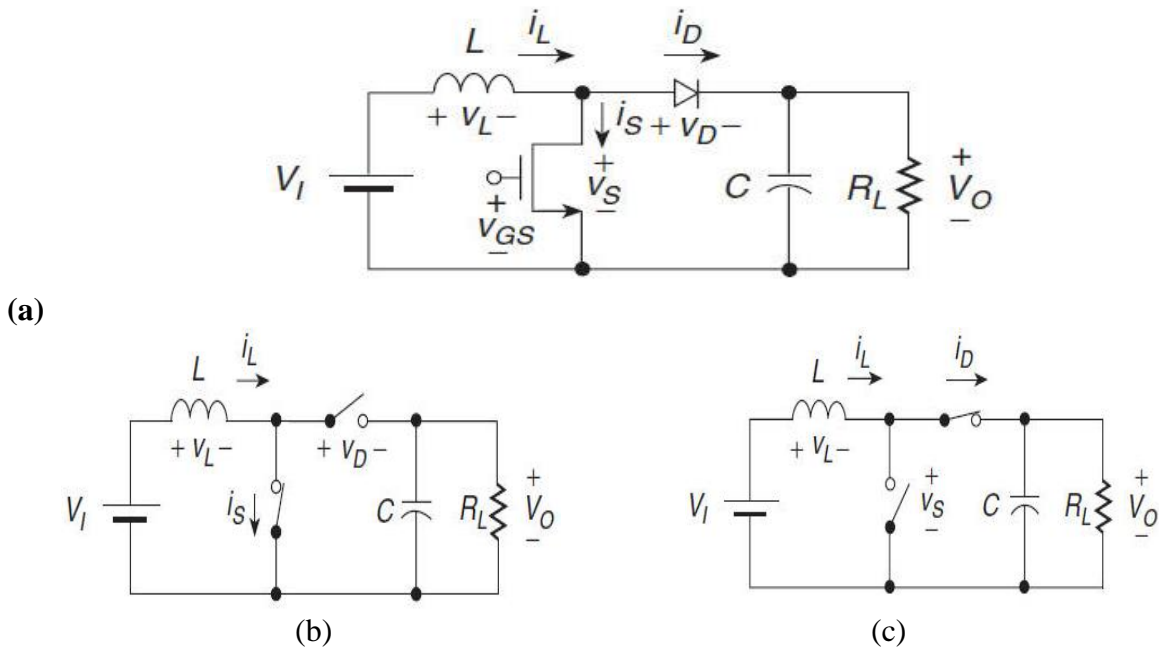 L i_L i_D
+ v_L − i_S + v_D −
V_I + v_S − C R_L + V_O −
+ v_GS −
(a)
L i_L
+ v_L − + v_D −
V_I i_S C R_L + V_O −
(b)
L i_L i_D
+ v_L −
V_I + v_S − C R_L + V_O −
(c)